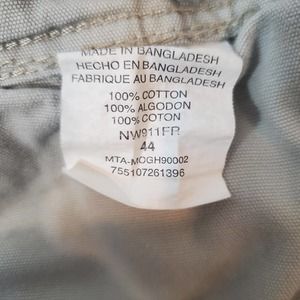 MADE IN BANGLADESH
HECHO EN BANGLADESH
FABRIQUE AU BANGLADESH
100% COTTON
100% ALGODON
100% COTON
NW911FP
44
MTA-MOGH90002
755107261396